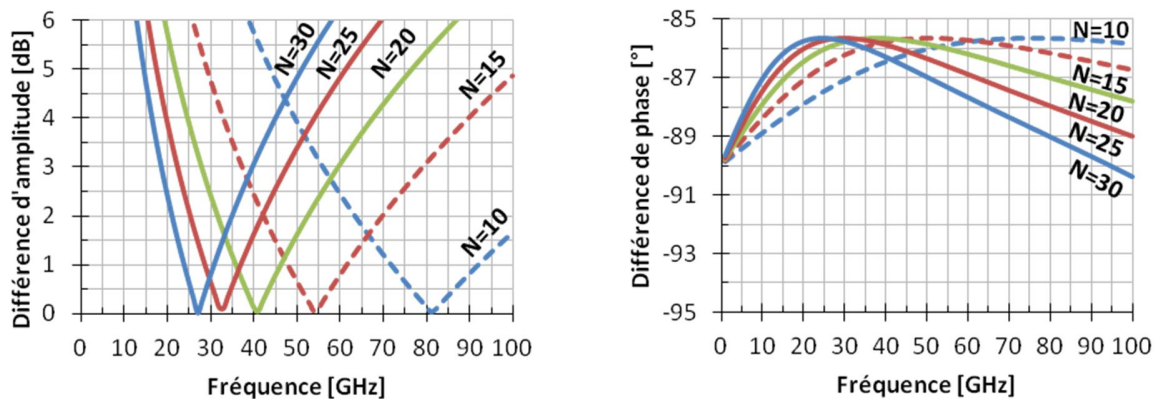 Différence d'amplitude [dB]
6
5
4
3
2
1
0
N=30
N=25
N=20
N=15
N=10
0 10 20 30 40 50 60 70 80 90 100
Fréquence [GHz]
Différence de phase [°]
-85
-87
-89
-91
-93
-95
N=10
N=15
N=20
N=25
N=30
0 10 20 30 40 50 60 70 80 90 100
Fréquence [GHz]